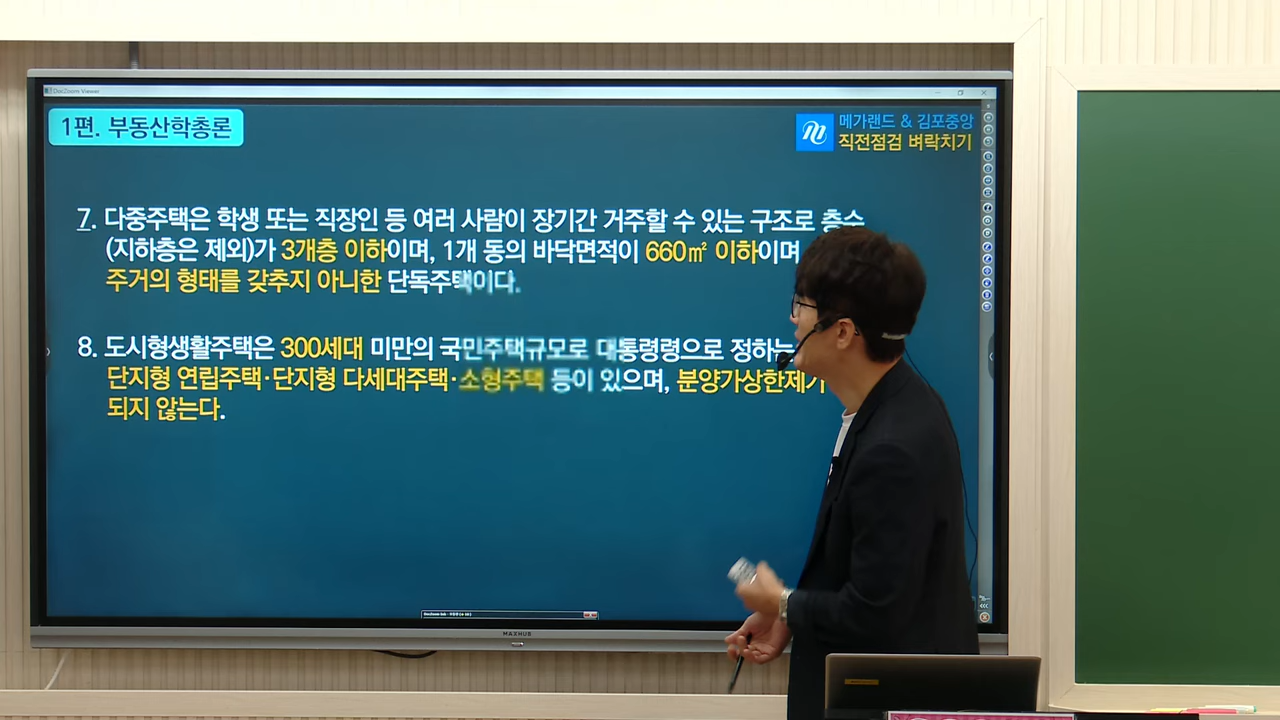 DocZoom Viewer
1편. 부동산학총론
메가랜드 & 김포중앙
직전점검 벼락치기
7. 다중주택은 학생 또는 직장인 등 여러 사람이 장기간 거주할 수 있는 구조로 층수
(지하층은 제외)가 3개층 이하이며, 1개 동의 바닥면적이 660㎡ 이하이며
주거의 형태를 갖추지 아니한 단독주택이다.
8. 도시형생활주택은 300세대 미만의 국민주택규모로 대통령령으로 정하는
단지형 연립주택·단지형 다세대주택·소형주택 등이 있으며, 분양가상한제가
되지 않는다.
MAXHUB